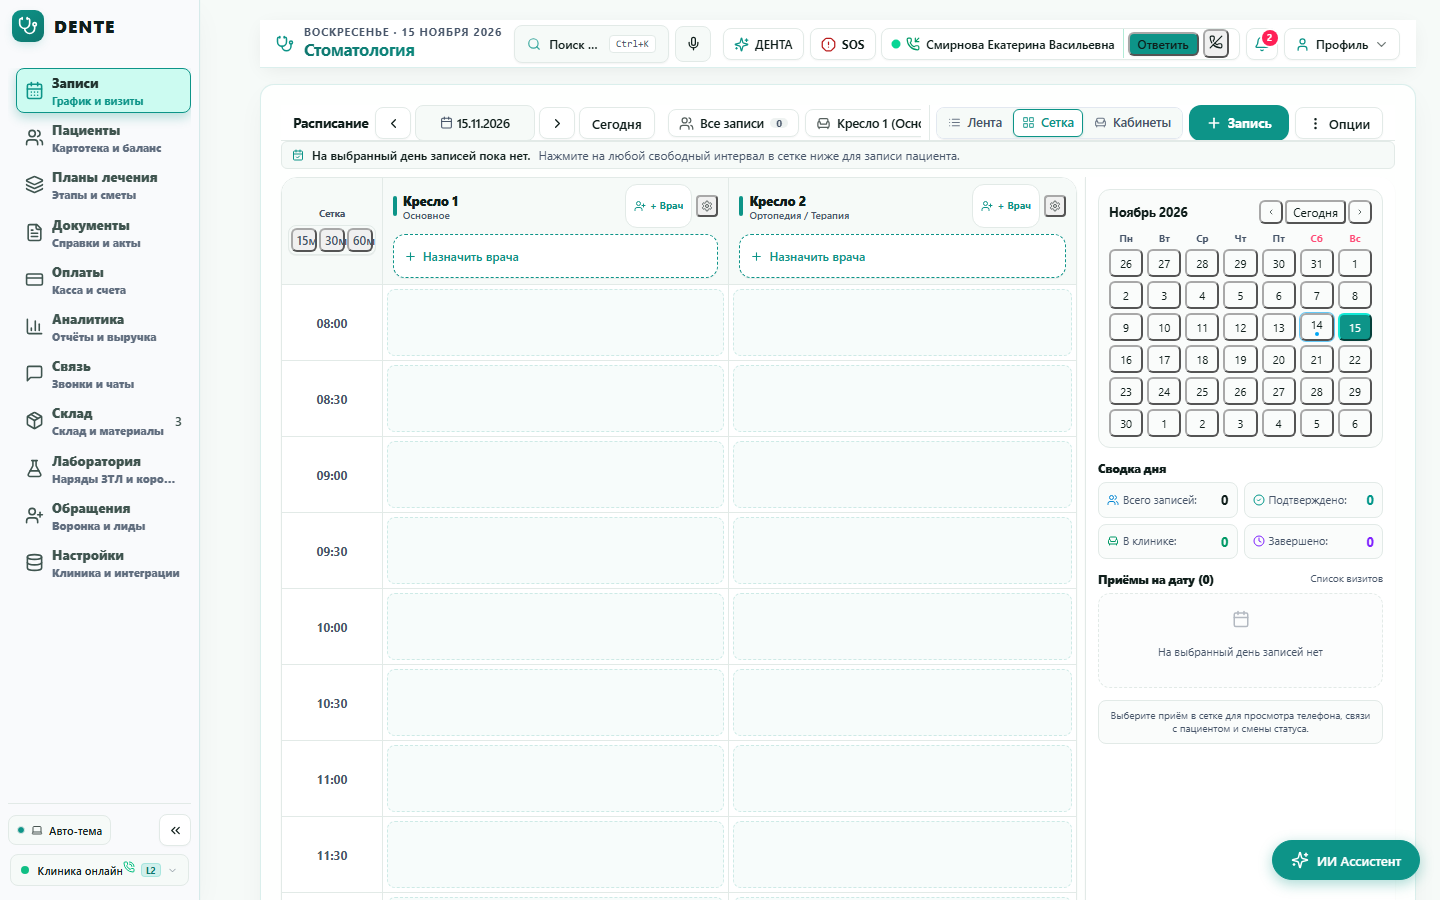 DENTE
Записи
График и визиты
Пациенты
Картотека и баланс
Планы лечения
Этапы и сметы
Документы
Справки и акты
Оплаты
Касса и счета
Аналитика
Отчёты и выручка
Связь
Звонки и чаты
Склад
Склад и материалы
3
Лаборатория
Наряды ЗТЛ и коро...
Обращения
Воронка и лиды
Настройки
Клиника и интеграции
Авто-тема
Клиника онлайн
L2
ВОСКРЕСЕНЬЕ · 15 НОЯБРЯ 2026
Стоматология
Поиск ... Ctrl+K
ДЕНТА
SOS
Смирнова Екатерина Васильевна
Ответить
2
Профиль
Расписание
15.11.2026
Сегодня
Все записи 0
Кресло 1 (Осно
Лента
Сетка
Кабинеты
Запись
Опции
На выбранный день записей пока нет. Нажмите на любой свободный интервал в сетке ниже для записи пациента.
Сетка
15м 30м 60м
Кресло 1
Основное
+ Врач
Назначить врача
Кресло 2
Ортопедия / Терапия
+ Врач
Назначить врача
08:00
08:30
09:00
09:30
10:00
10:30
11:00
11:30
Ноябрь 2026
‹ Сегодня ›
Пн Вт Ср Чт Пт Сб Вс
26 27 28 29 30 31 1
2 3 4 5 6 7 8
9 10 11 12 13 14 15
16 17 18 19 20 21 22
23 24 25 26 27 28 29
30 1 2 3 4 5 6
Сводка дня
Всего записей: 0
Подтверждено: 0
В клинике: 0
Завершено: 0
Приёмы на дату (0)
Список визитов
На выбранный день записей нет
Выберите приём в сетке для просмотра телефона, связи
с пациентом и смены статуса.
ИИ Ассистент